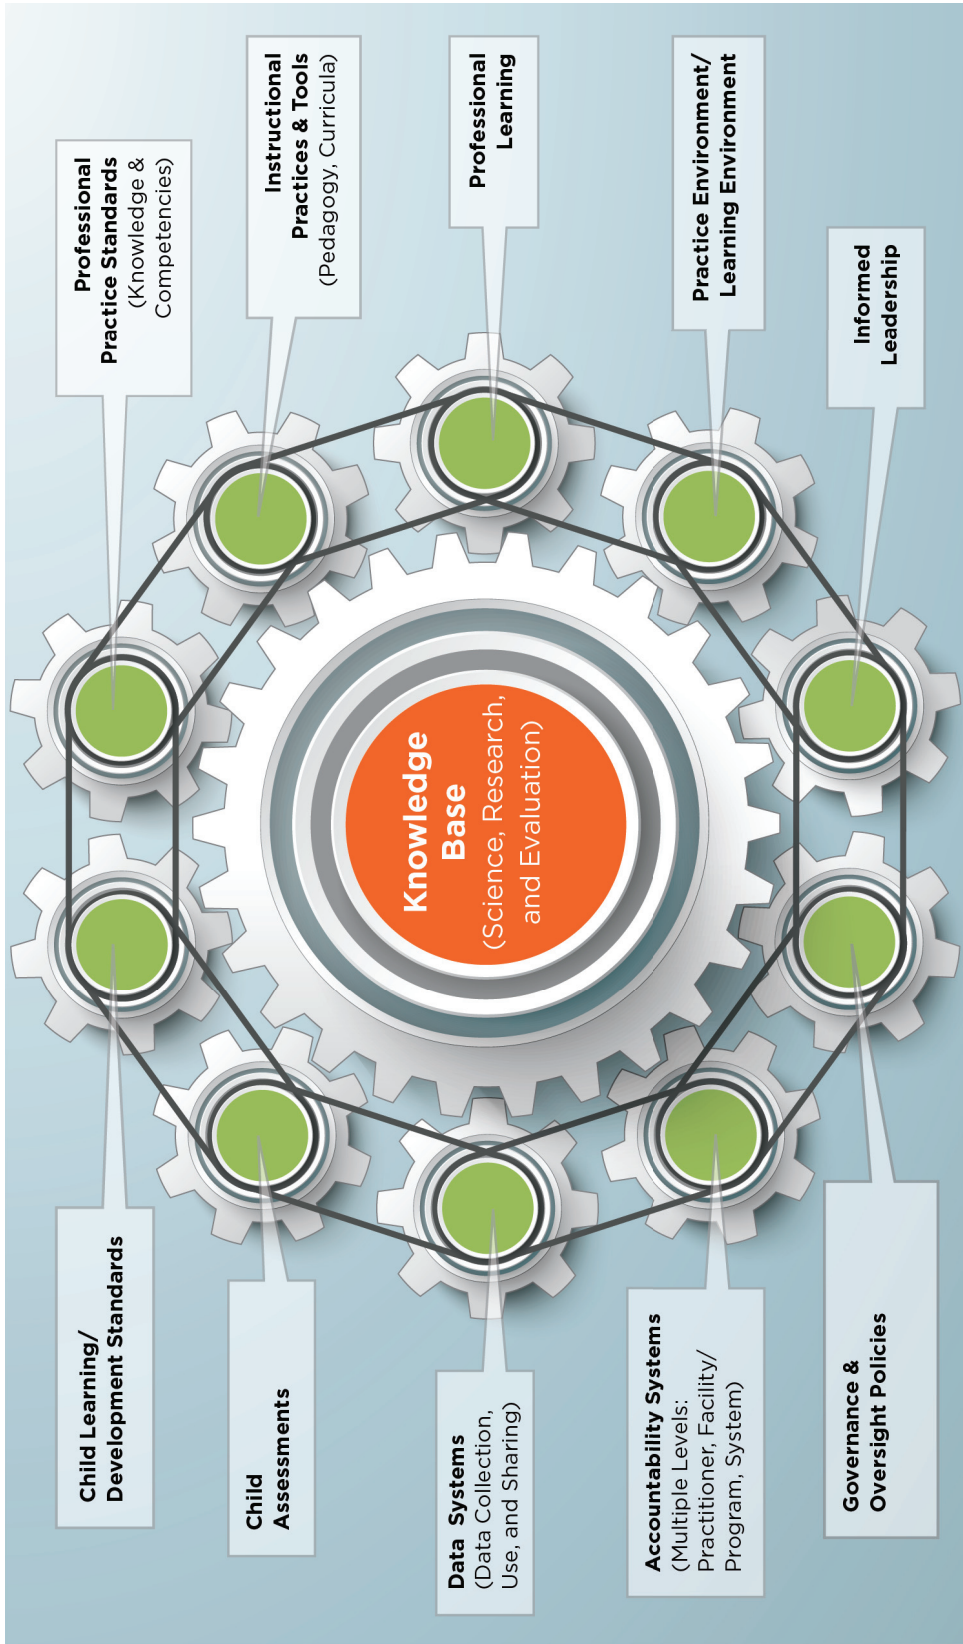 Child Learning/
Development Standards
Professional
Practice Standards
(Knowledge &
Competencies)
Child
Assessments
Instructional
Practices & Tools
(Pedagogy, Curricula)
Data Systems
(Data Collection,
Use, and Sharing)
Knowledge
Base
(Science, Research,
and Evaluation)
Professional
Learning
Accountability Systems
(Multiple Levels:
Practitioner, Facility/
Program, System)
Practice Environment/
Learning Environment
Governance &
Oversight Policies
Informed
Leadership